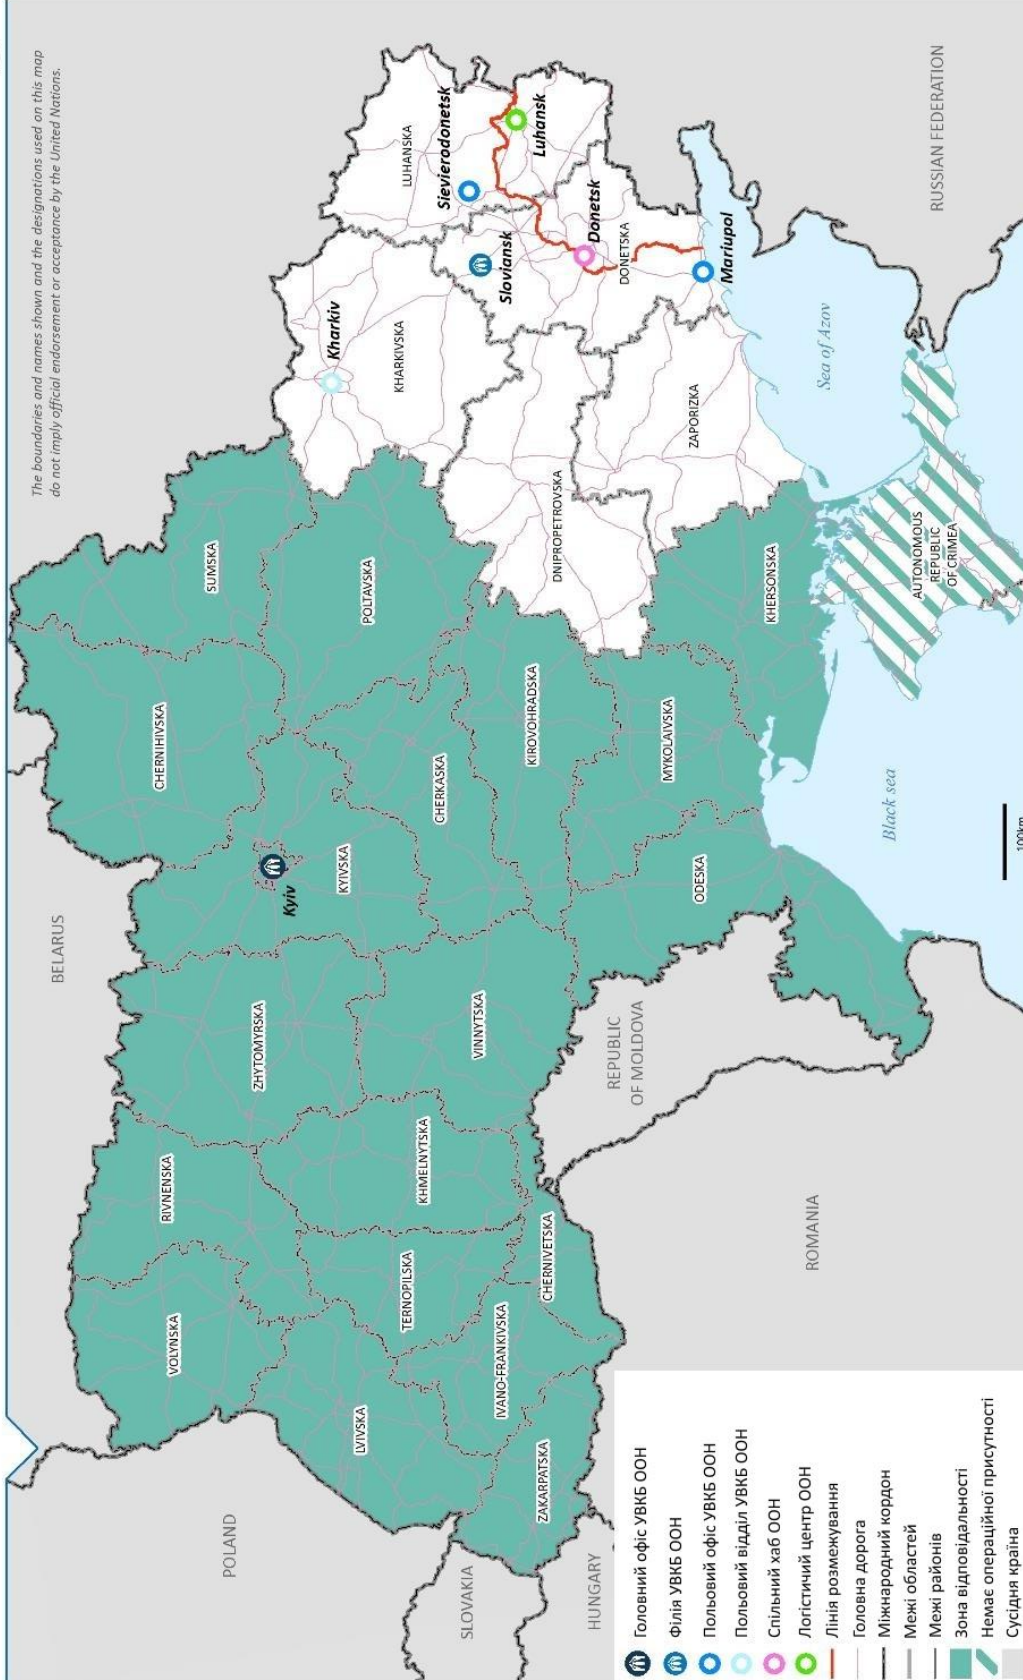 The boundaries and names shown and the designations used on this map
do not imply official endorsement or acceptance by the United Nations.
BELARUS
POLAND
SLOVAKIA
HUNGARY
ROMANIA
REPUBLIC
OF MOLDOVA
RUSSIAN FEDERATION
VOLYNSKA
RIVNENSKA
ZHYTOMYRSKA
Kyiv
KYIVSKA
CHERNIHIVSKA
SUMSKA
LVIVSKA
TERNOPILSKA
KHMELNYTSKA
VINNYTSKA
CHERKASKA
POLTAVSKA
Kharkiv
KHARKIVSKA
LUHANSKA
Sievierodonetsk
Luhansk
Sloviansk
Donetsk
DONETSKA
Mariupol
ZAKARPATSKA
IVANO-FRANKIVSKA
CHERNIVETSKA
KIROVOHRADSKA
DNIPROPETROVSKA
ZAPORIZKA
ODESKA
MYKOLAIVSKA
KHERSONSKA
AUTONOMOUS
REPUBLIC
OF CRIMEA
Sea of Azov
Black sea
100km
Головний офіс УВКБ ООН
Філія УВКБ ООН
Польовий офіс УВКБ ООН
Польовий відділ УВКБ ООН
Спільний хаб ООН
Логістичий центр ООН
Лінія розмежування
Головна дорога
Міжнародний кордон
Межі областей
Межі районів
Зона відповідальності
Немає операційної присутності
Сусідня країна